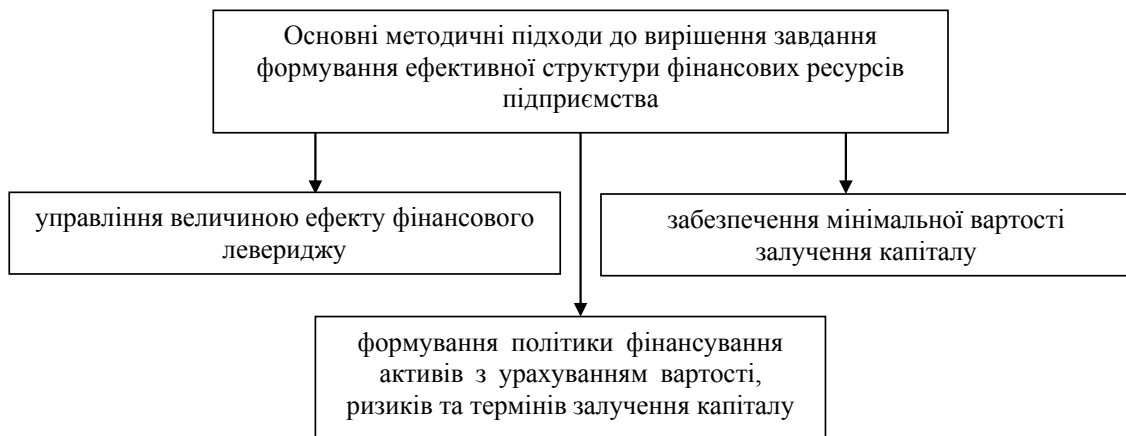 Основні методичні підходи до вирішення завдання
формування ефективної структури фінансових ресурсів
підприємства
управління величиною ефекту фінансового
левериджу
забезпечення мінімальної вартості
залучення капіталу
формування політики фінансування
активів з урахуванням вартості,
ризиків та термінів залучення капіталу